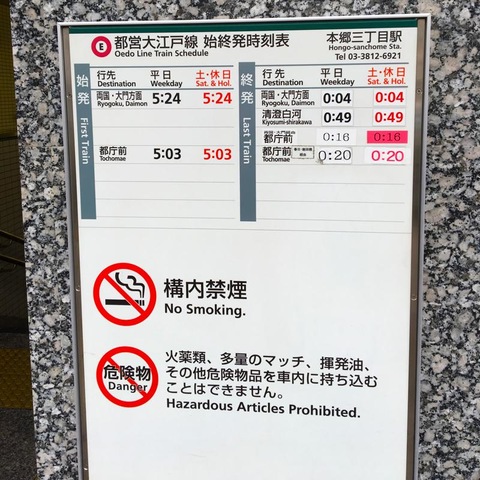 E 都営大江戸線 始終発時刻表
Oedo Line Train Schedule
本郷三丁目駅
Hongo-sanchome Sta.
Tel 03-3812-6921
始発 First Train
行先 平日 土・休日
Destination Weekday Sat. & Hol.
両国・大門方面 5:24 5:24
Ryogoku, Daimon
都庁前 5:03 5:03
Tochomae
終発 Last Train
行先 平日 土・休日
Destination Weekday Sat. & Hol.
両国・大門方面 0:04 0:04
Ryogoku, Daimon
清澄白河 0:49 0:49
Kiyosumi-shirakawa
都庁前 0:16 0:16
都庁前 0:20 0:20
Tochomae
構内禁煙
No Smoking.
危険物
Danger
火薬類、多量のマッチ、揮発油、
その他危険物品を車内に持ち込む
ことはできません。
Hazardous Articles Prohibited.